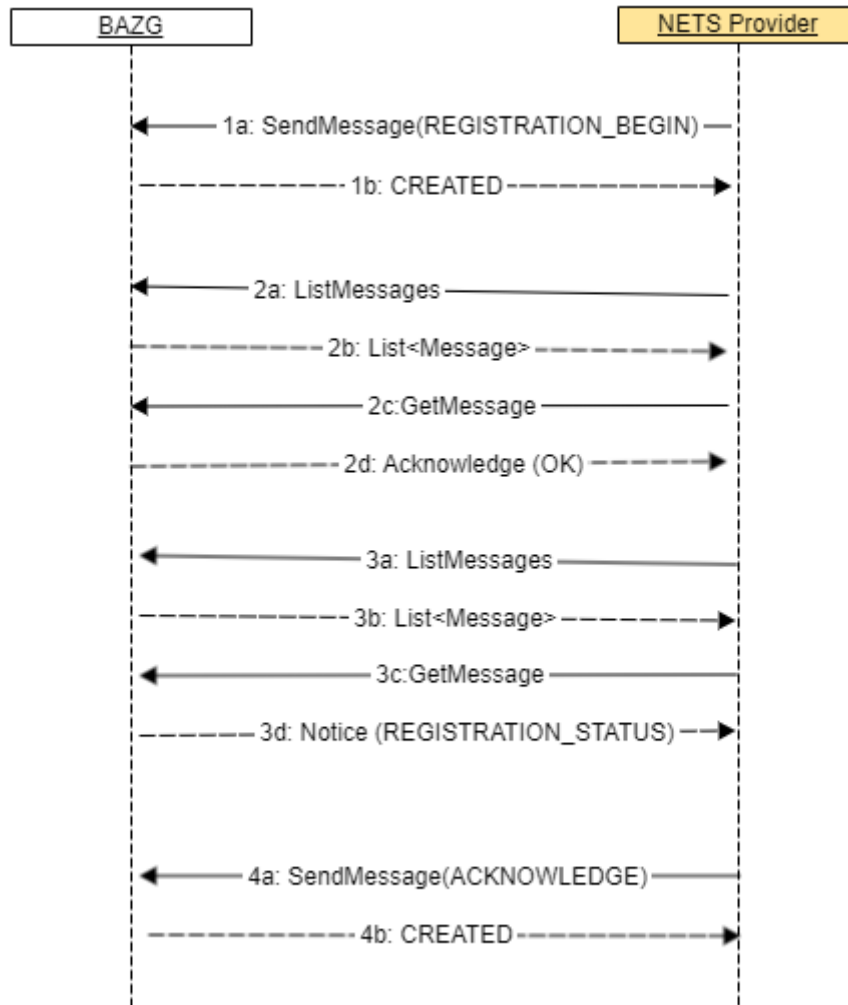 BAZG
NETS Provider
1a: SendMessage(REGISTRATION_BEGIN)
1b: CREATED
2a: ListMessages
2b: List<Message>
2c:GetMessage
2d: Acknowledge (OK)
3a: ListMessages
3b: List<Message>
3c:GetMessage
3d: Notice (REGISTRATION_STATUS)
4a: SendMessage(ACKNOWLEDGE)
4b: CREATED